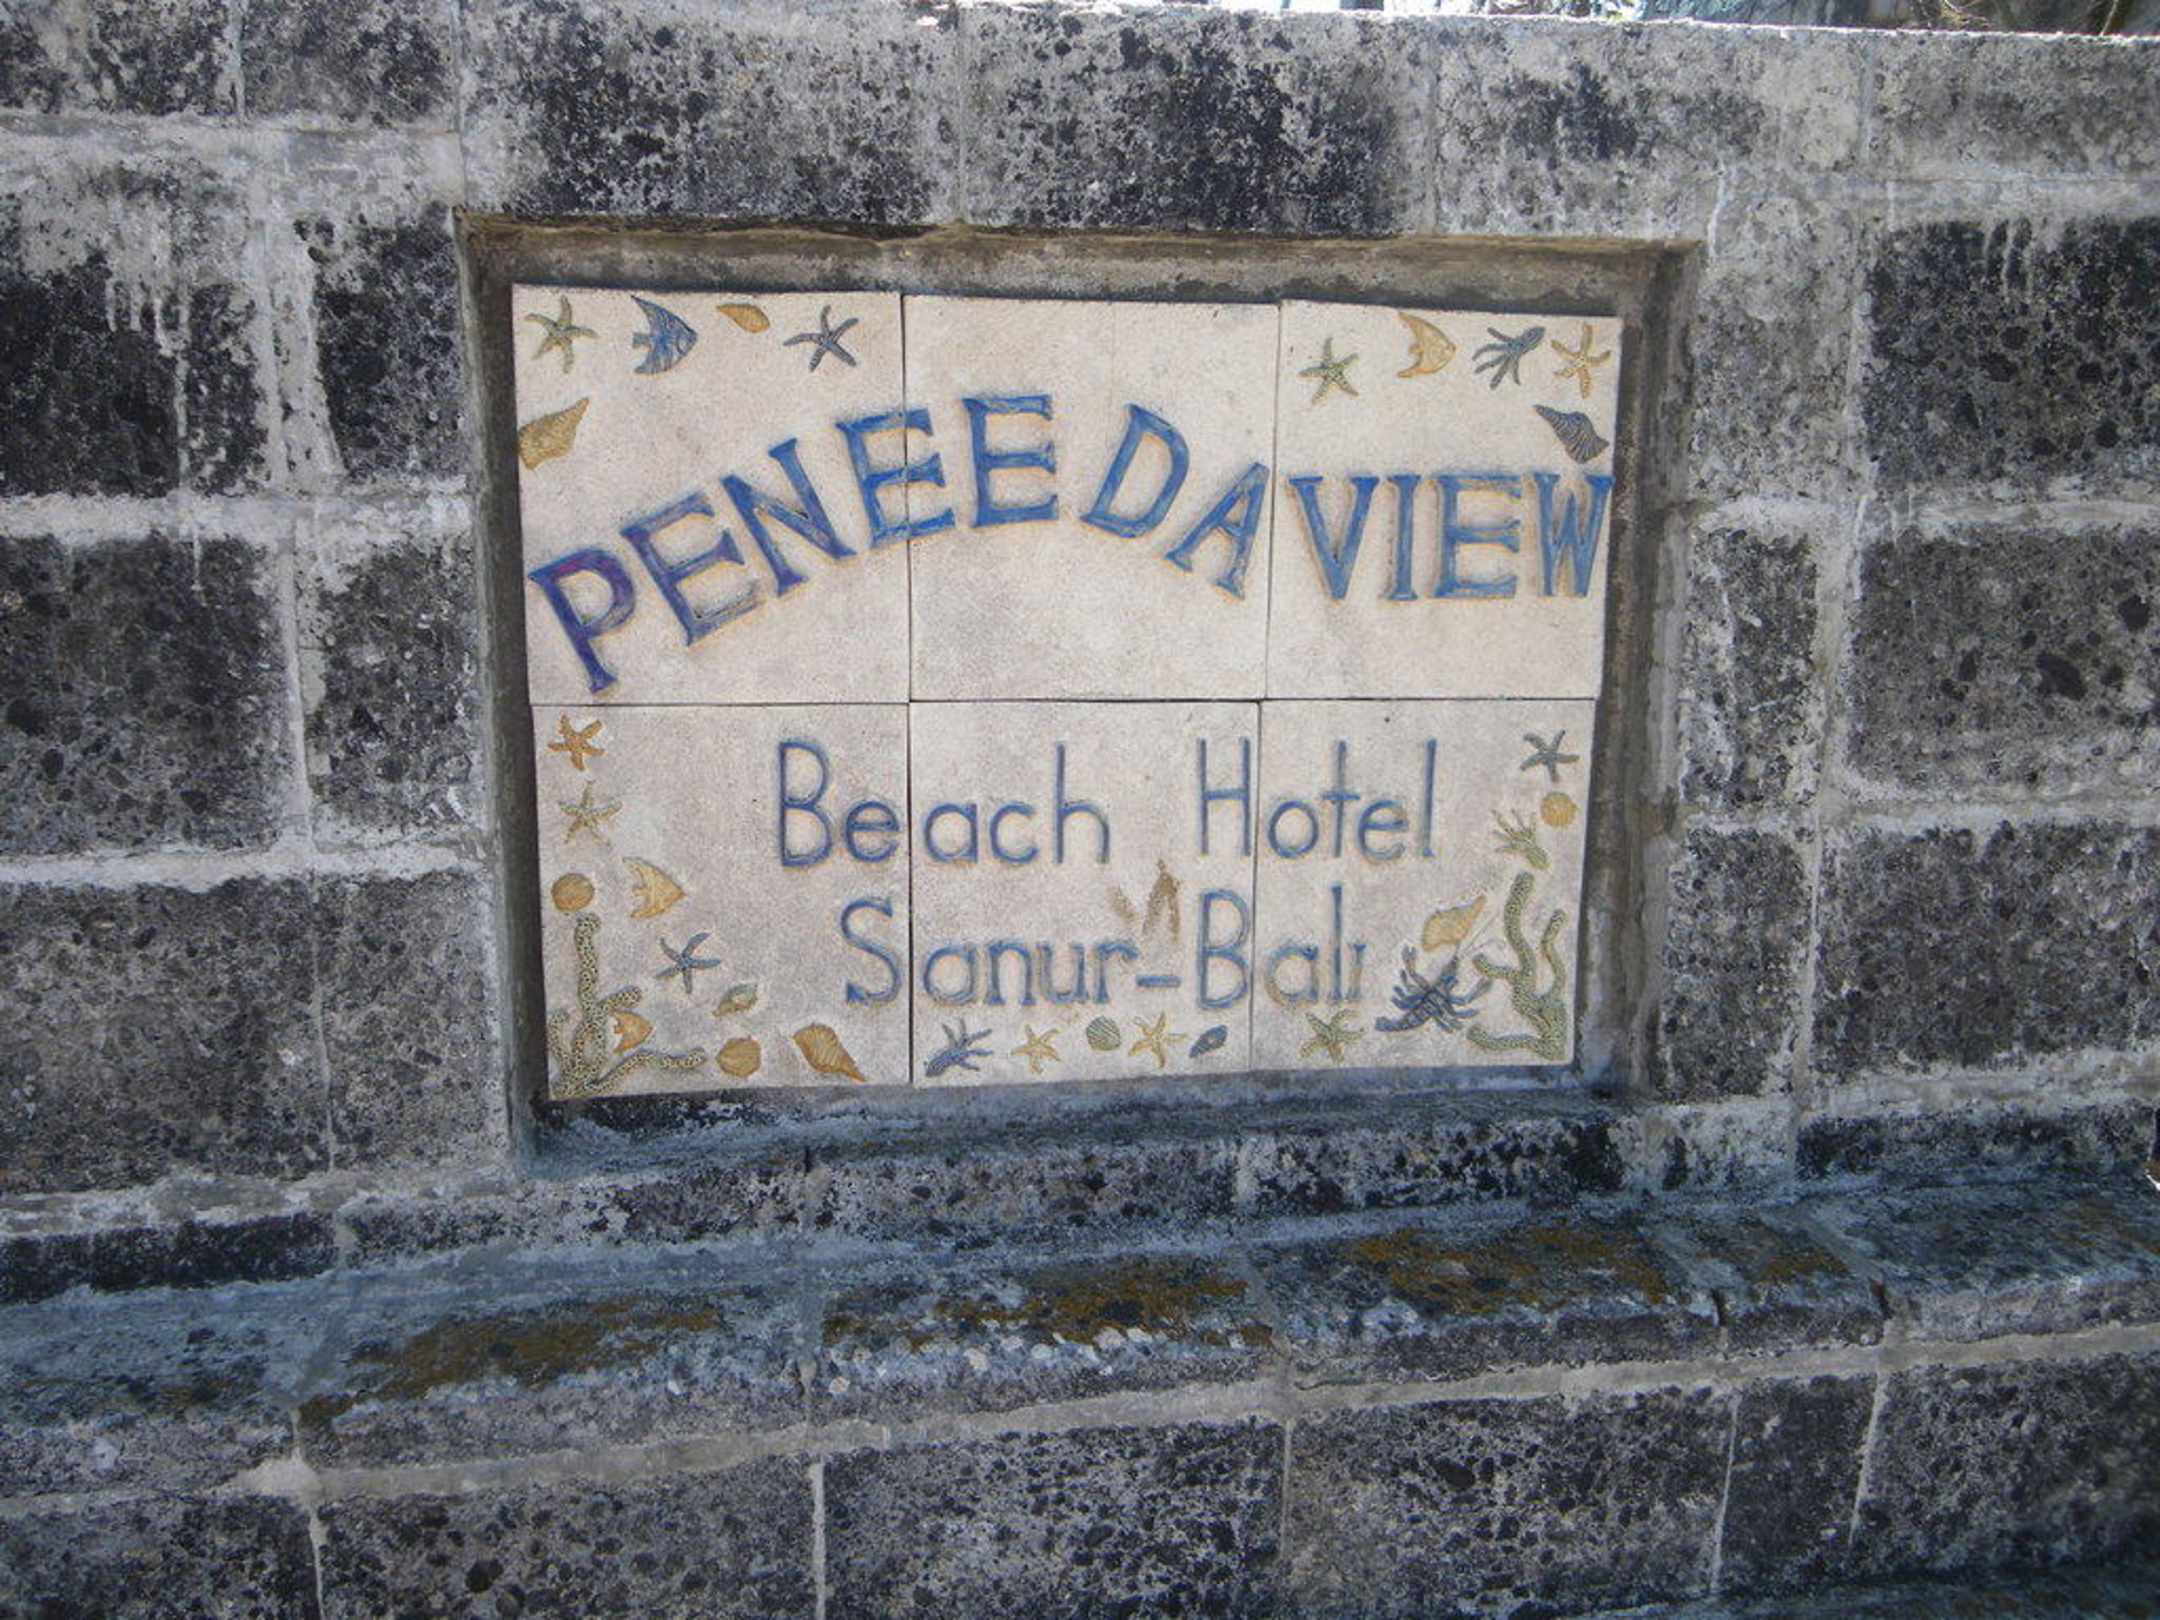 PENEEDA VIEW
Beach Hotel
Sanur-Bali